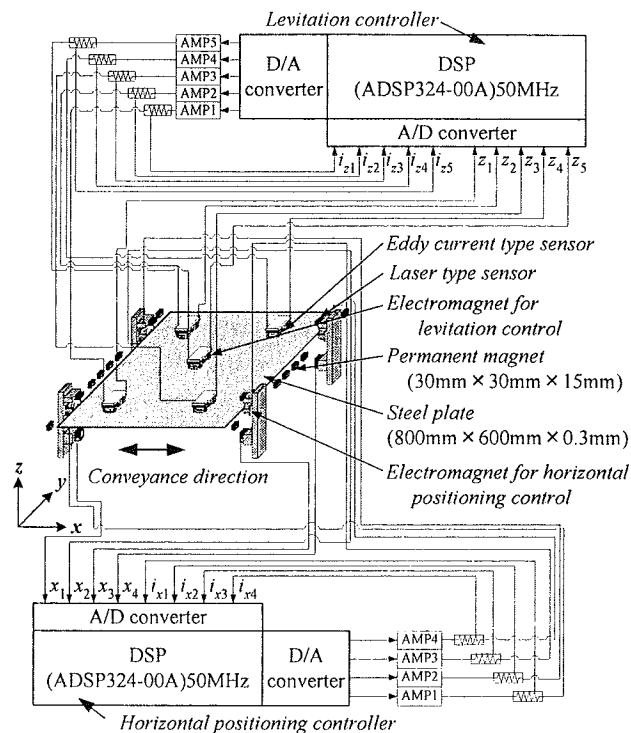 Levitation controller
AMP5
AMP4
AMP3
AMP2
AMP1
D/A
converter
DSP
(ADSP324-00A)50MHz
A/D converter
iz1 iz2 iz3 iz4 iz5 z1 z2 z3 z4 z5
Eddy current type sensor
Laser type sensor
Electromagnet for
levitation control
Permanent magnet
(30mm × 30mm × 15mm)
Steel plate
(800mm × 600mm × 0.3mm)
Electromagnet for horizontal
positioning control
Conveyance direction
z
y
x
x1 x2 x3 x4 ix1 ix2 ix3 ix4
A/D converter
DSP
(ADSP324-00A)50MHz
D/A
converter
AMP4
AMP3
AMP2
AMP1
Horizontal positioning controller